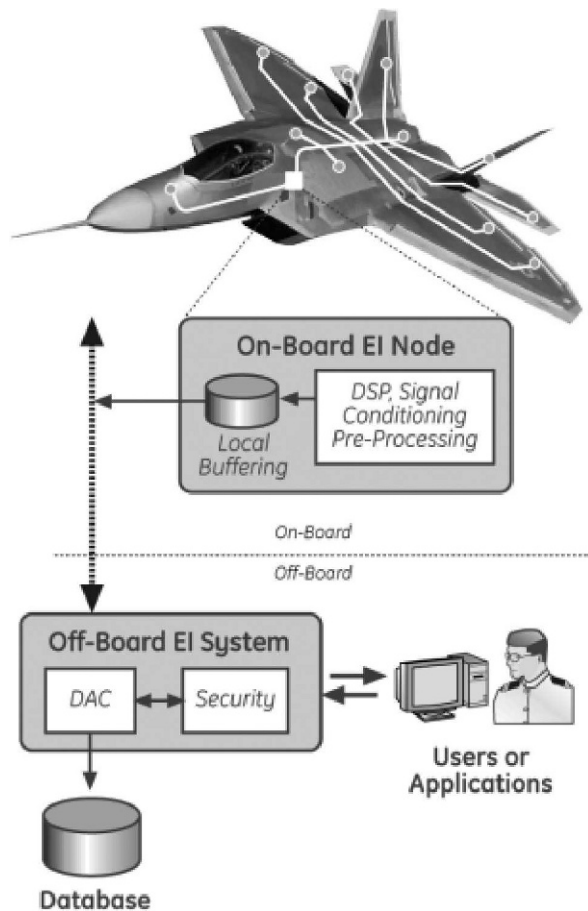 On-Board EI Node
DSP, Signal
Conditioning
Pre-Processing
Local
Buffering
On-Board
Off-Board
Off-Board EI System
DAC
Security
Users or
Applications
Database